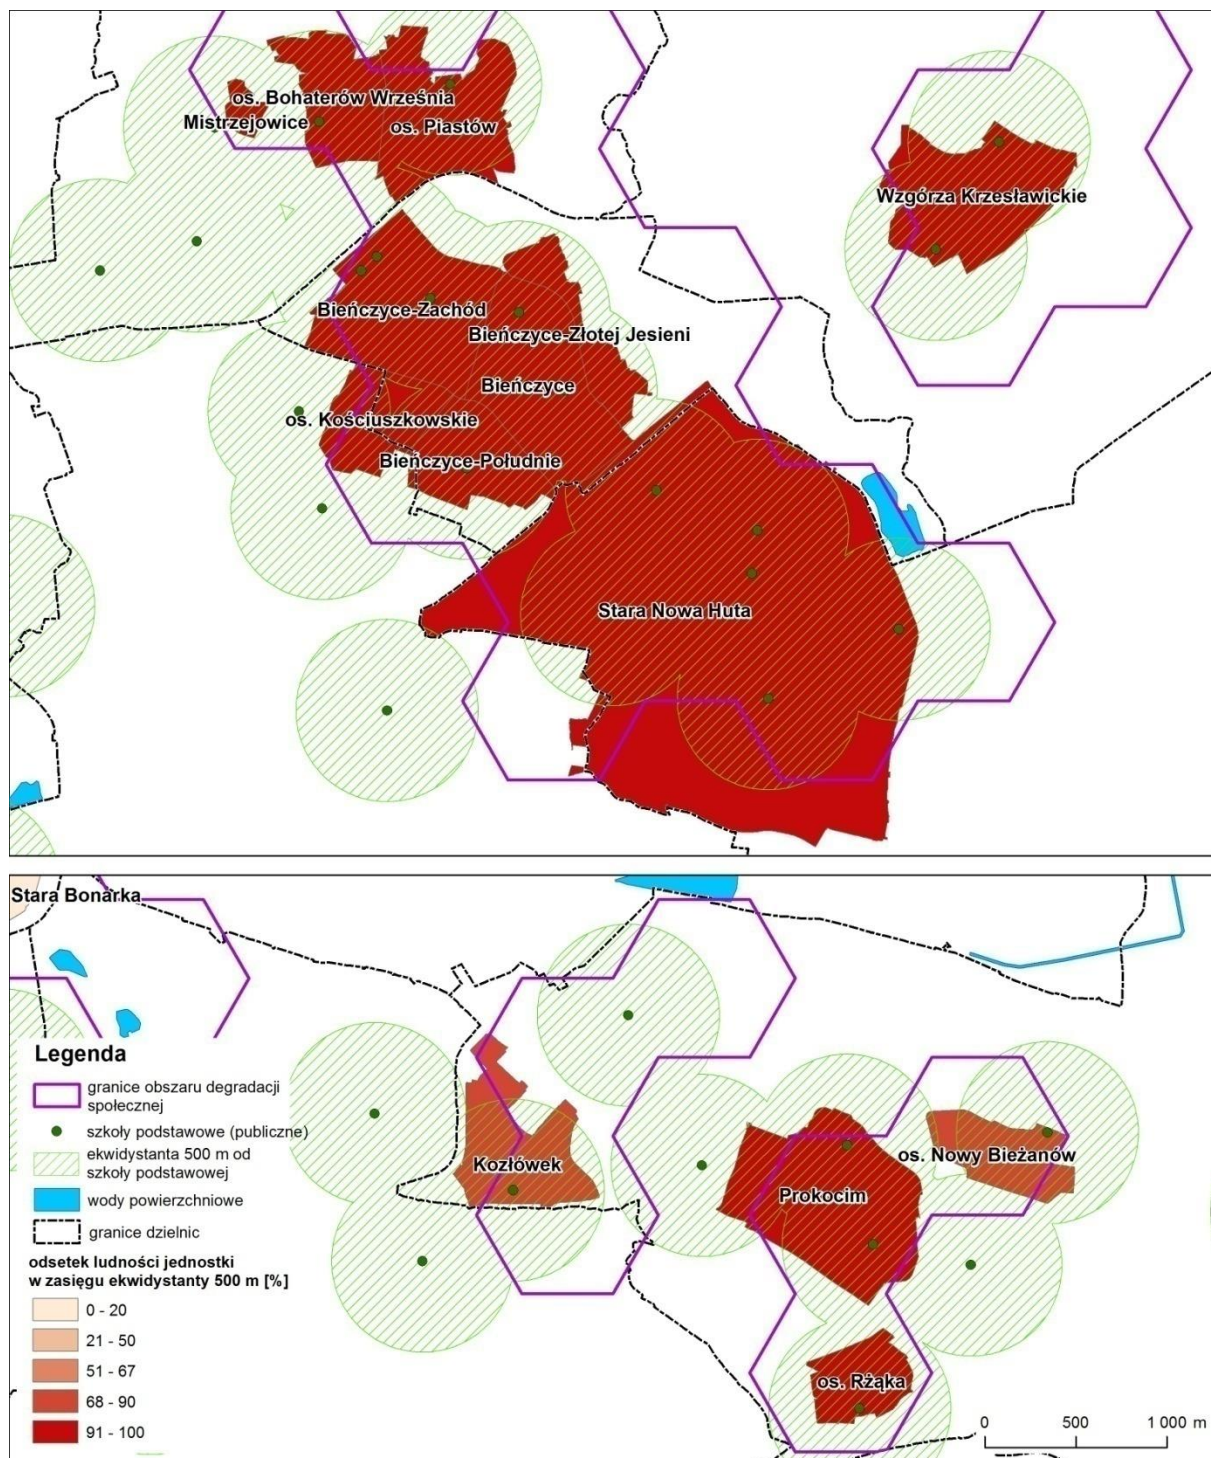 os. Bohaterów Września
Mistrzejowice
os. Piastów
Wzgórza Krzesławickie
Bieńczyce-Zachód
Bieńczyce-Złotej Jesieni
Bieńczyce
os. Kościuszkowskie
Bieńczyce-Południe
Stara Nowa Huta
Stara Bonarka
Kozłówek
os. Nowy Bieżanów
Prokocim
os. Rżąka
Legenda
granice obszaru degradacji
społecznej
szkoły podstawowe (publiczne)
ekwidystanta 500 m od
szkoły podstawowej
wody powierzchniowe
granice dzielnic
odsetek ludności jednostki
w zasięgu ekwidystanty 500 m [%]
0 - 20
21 - 50
51 - 67
68 - 90
91 - 100
0 500 1 000 m